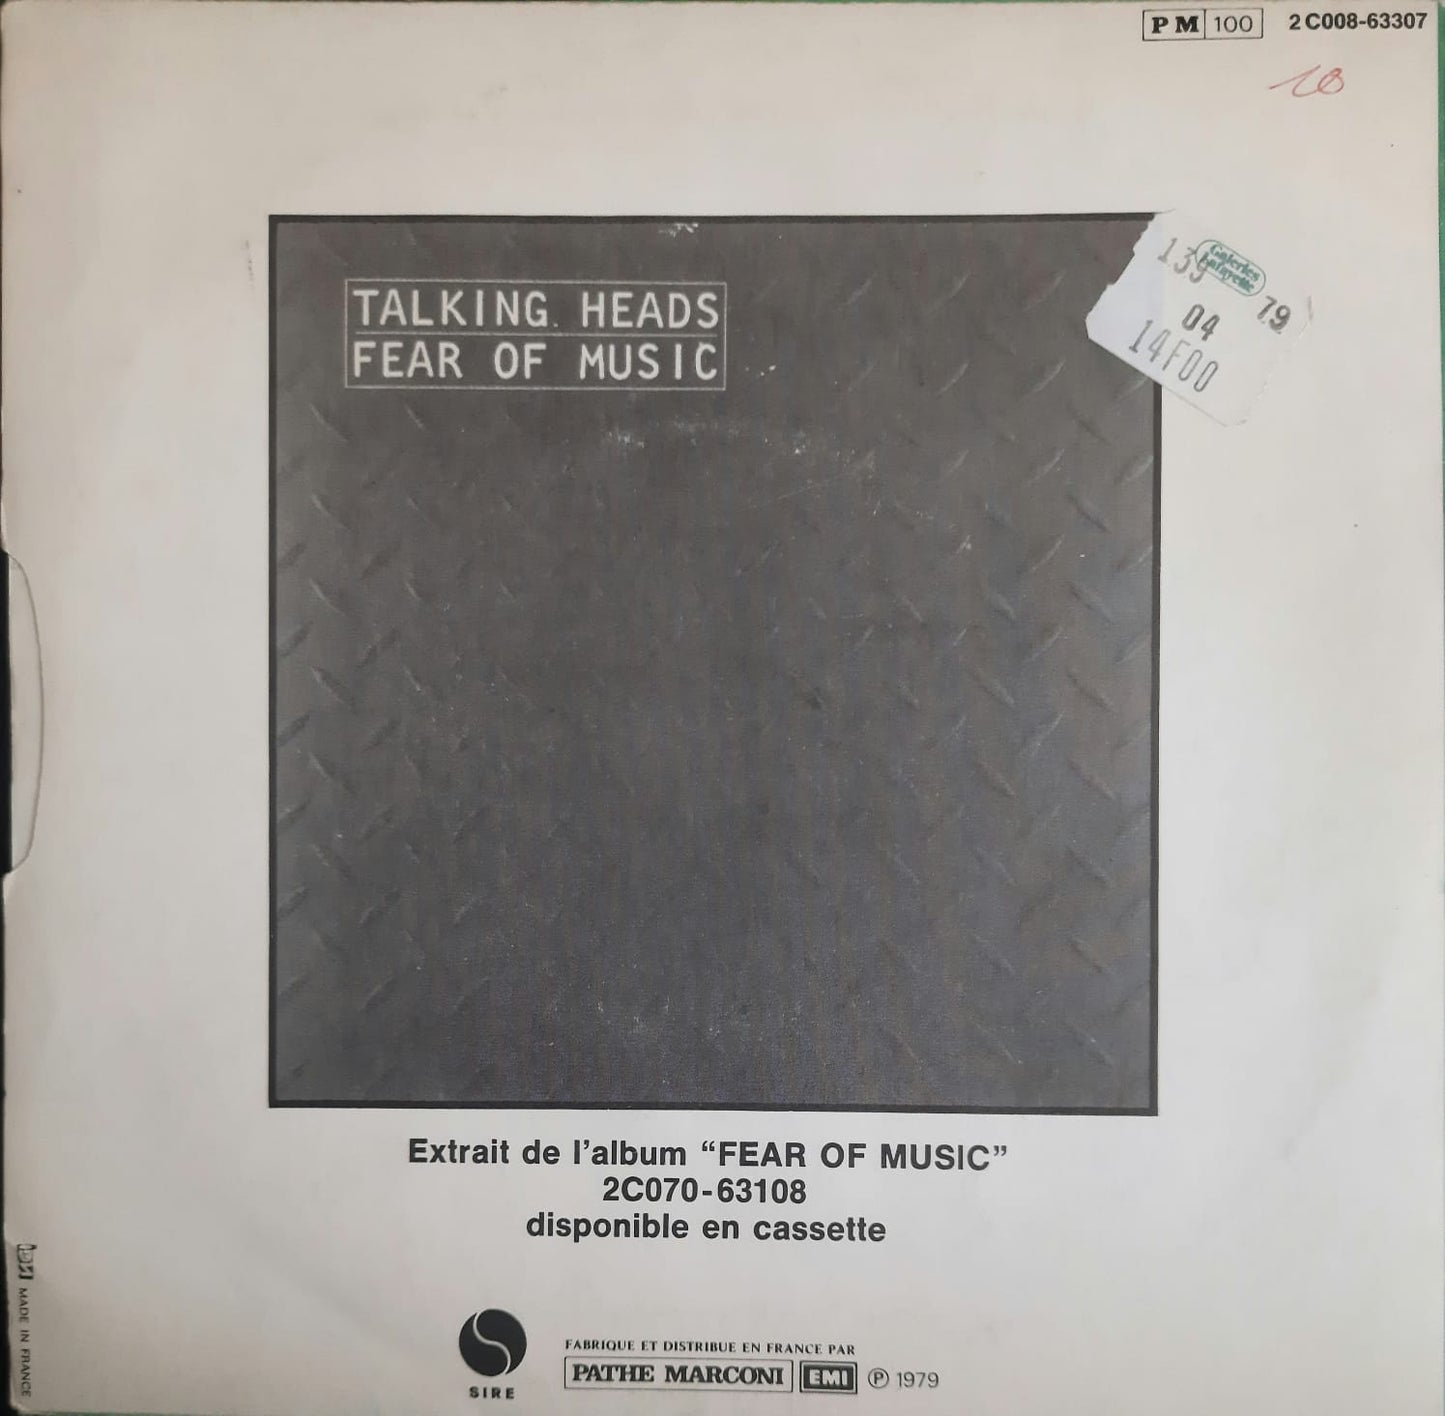 PM 100 2C008-63307
10
TALKING HEADS
FEAR OF MUSIC
Galeries
Lafayette
139
79
04
14F00
Extrait de l’album “FEAR OF MUSIC”
2C070-63108
disponible en cassette
MADE IN FRANCE
SIRE
FABRIQUE ET DISTRIBUE EN FRANCE PAR
PATHE MARCONI EMI ℗ 1979